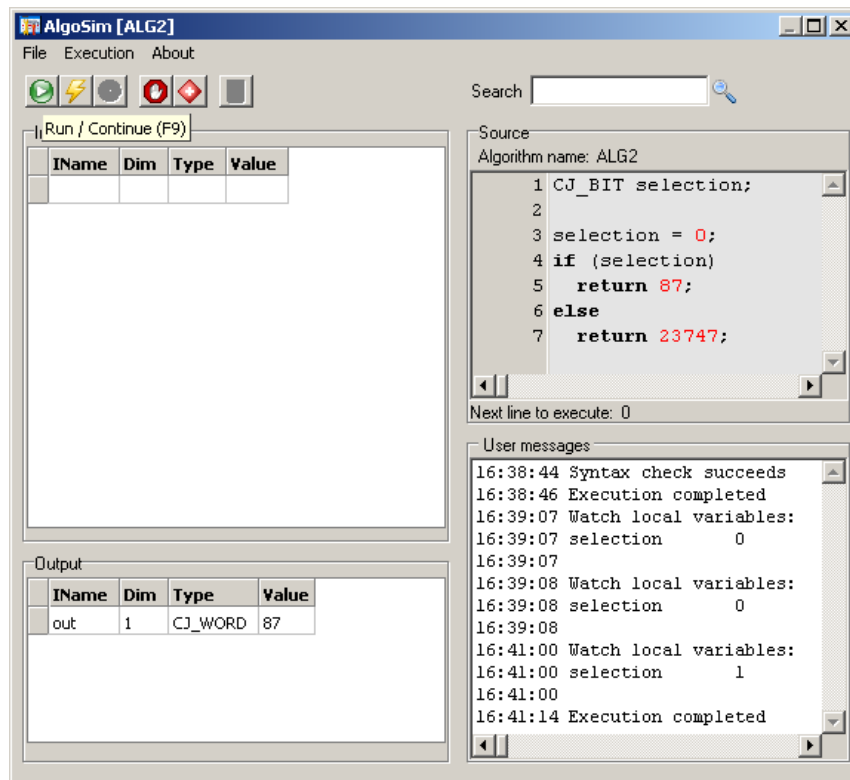 AlgoSim [ALG2]
File Execution About
Search
Run / Continue (F9)
IName Dim Type Value
Source
Algorithm name: ALG2
1 CJ_BIT selection;
2
3 selection = 0;
4 if (selection)
5 return 87;
6 else
7 return 23747;
Next line to execute: 0
User messages
16:38:44 Syntax check succeeds
16:38:46 Execution completed
16:39:07 Watch local variables:
16:39:07 selection 0
16:39:07
16:39:08 Watch local variables:
16:39:08 selection 0
16:39:08
16:41:00 Watch local variables:
16:41:00 selection 1
16:41:00
16:41:14 Execution completed
Output
IName Dim Type Value
out 1 CJ_WORD 87